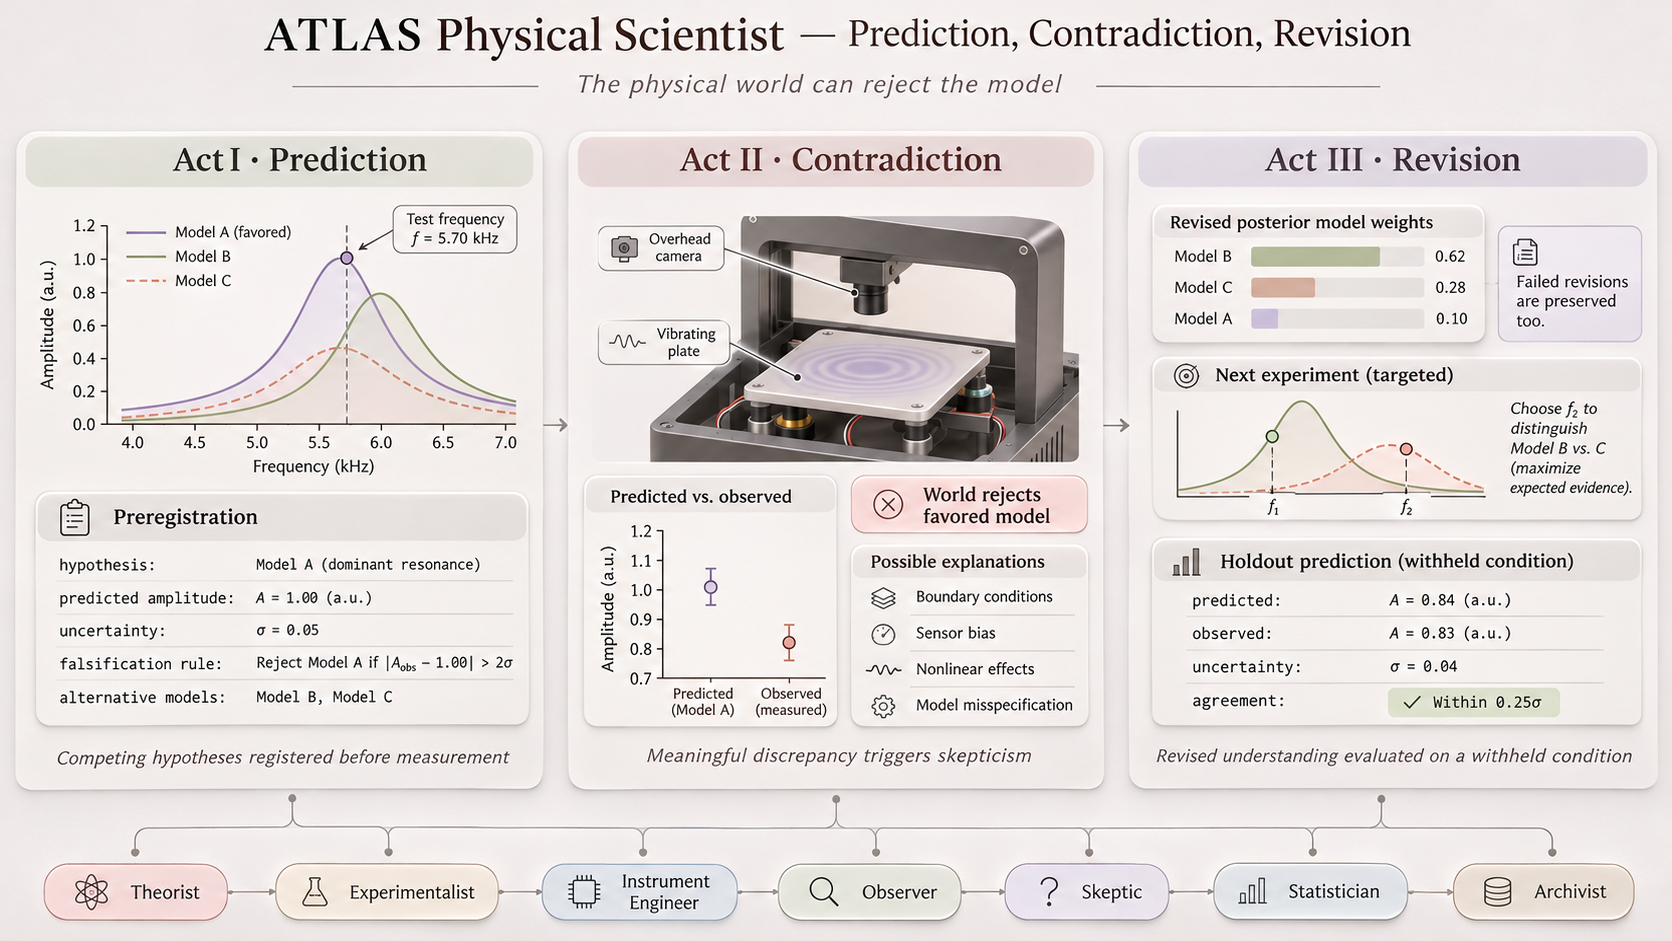 ATLAS Physical Scientist — Prediction, Contradiction, Revision
The physical world can reject the model
Act I · Prediction
Amplitude (a.u.)
1.2
1.0
0.8
0.6
0.4
0.2
0.0
Model A (favored)
Model B
Model C
Test frequency
f = 5.70 kHz
4.0 4.5 5.0 5.5 6.0 6.5 7.0
Frequency (kHz)
Preregistration
hypothesis: Model A (dominant resonance)
predicted amplitude: A = 1.00 (a.u.)
uncertainty: σ = 0.05
falsification rule: Reject Model A if |A_obs − 1.00| > 2σ
alternative models: Model B, Model C
Competing hypotheses registered before measurement
Act II · Contradiction
Overhead
camera
Vibrating
plate
Predicted vs. observed
Amplitude (a.u.)
1.2
1.1
1.0
0.9
0.8
0.7
Predicted
(Model A)
Observed
(measured)
World rejects
favored model
Possible explanations
Boundary conditions
Sensor bias
Nonlinear effects
Model misspecification
Meaningful discrepancy triggers skepticism
Act III · Revision
Revised posterior model weights
Model B 0.62
Model C 0.28
Model A 0.10
Failed revisions
are preserved
too.
Next experiment (targeted)
f₁ f₂
Choose f₂ to
distinguish
Model B vs. C
(maximize
expected evidence).
Holdout prediction (withheld condition)
predicted: A = 0.84 (a.u.)
observed: A = 0.83 (a.u.)
uncertainty: σ = 0.04
agreement: ✓ Within 0.25σ
Revised understanding evaluated on a withheld condition
Theorist
Experimentalist
Instrument
Engineer
Observer
? Skeptic
Statistician
Archivist